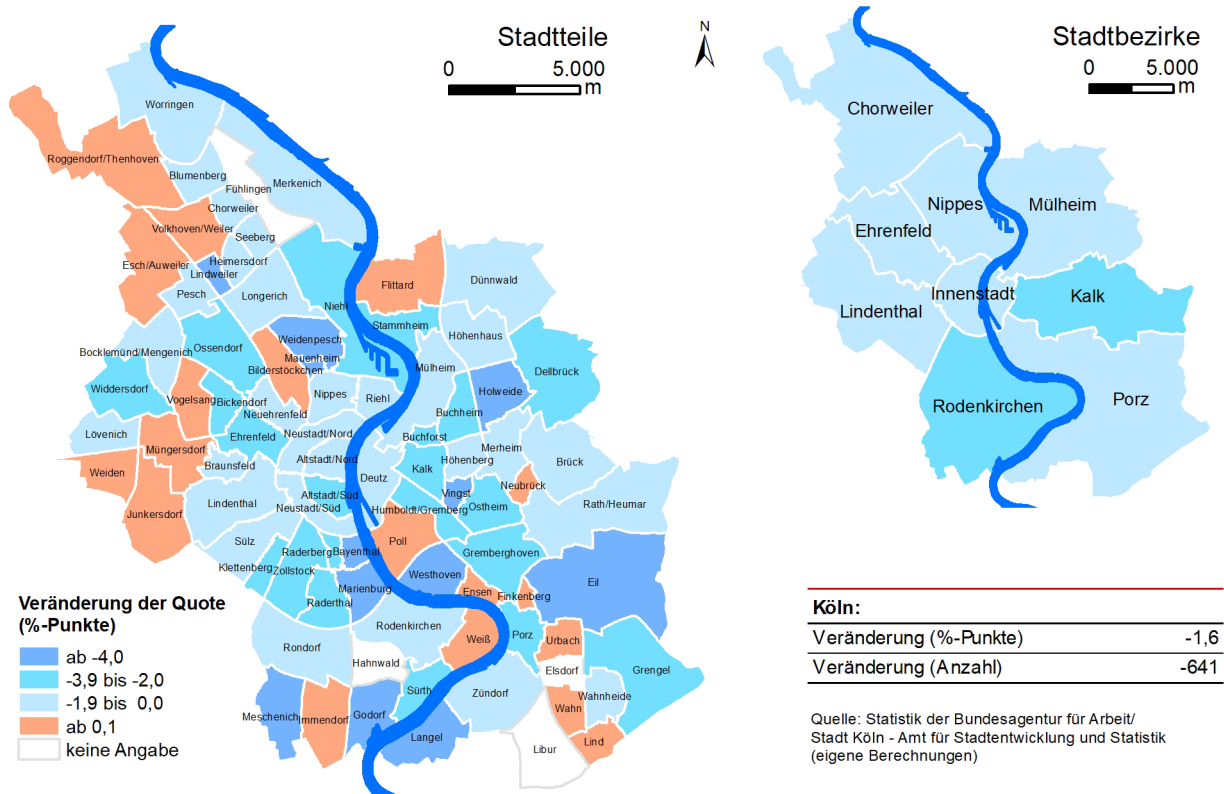 Stadtteile
0 5.000
m
N
Stadtbezirke
0 5.000
m
Worringen
Roggendorf/Thenhoven
Blumenberg
Fühlingen
Merkenich
Chorweiler
Volkhoven/Weiler
Seeberg
Esch/Auweiler
Heimersdorf
Lindweiler
Pesch
Longerich
Niehl
Flittard
Dünnwald
Stammheim
Höhenhaus
Weidenpesch
Mauenheim
Ossendorf
Bocklemünd/Mengenich
Bilderstöckchen
Mülheim
Dellbrück
Widdersdorf
Vogelsang
Bickendorf
Nippes
Riehl
Holweide
Neuehrenfeld
Buchheim
Lövenich
Ehrenfeld
Neustadt/Nord
Buchforst
Müngersdorf
Merheim
Weiden
Braunsfeld
Altstadt/Nord
Höhenberg
Brück
Kalk
Deutz
Neubrück
Vingst
Altstadt/Süd
Rath/Heumar
Junkersdorf
Lindenthal
Neustadt/Süd
Humboldt/Gremberg
Ostheim
Sülz
Poll
Raderberg
Bayenthal
Gremberghoven
Klettenberg
Zollstock
Westhoven
Eil
Marienburg
Raderthal
Ensen
Finkenberg
Rodenkirchen
Weiß
Porz
Urbach
Rondorf
Hahnwald
Elsdorf
Grengel
Sürth
Zündorf
Wahnheide
Meschenich
Immendorf
Godorf
Wahn
Langel
Libur
Lind
Chorweiler
Nippes
Mülheim
Ehrenfeld
Innenstadt
Kalk
Lindenthal
Rodenkirchen
Porz
Veränderung der Quote
(%-Punkte)
ab -4,0
-3,9 bis -2,0
-1,9 bis 0,0
ab 0,1
keine Angabe
Köln:
Veränderung (%-Punkte) -1,6
Veränderung (Anzahl) -641
Quelle: Statistik der Bundesagentur für Arbeit/
Stadt Köln - Amt für Stadtentwicklung und Statistik
(eigene Berechnungen)